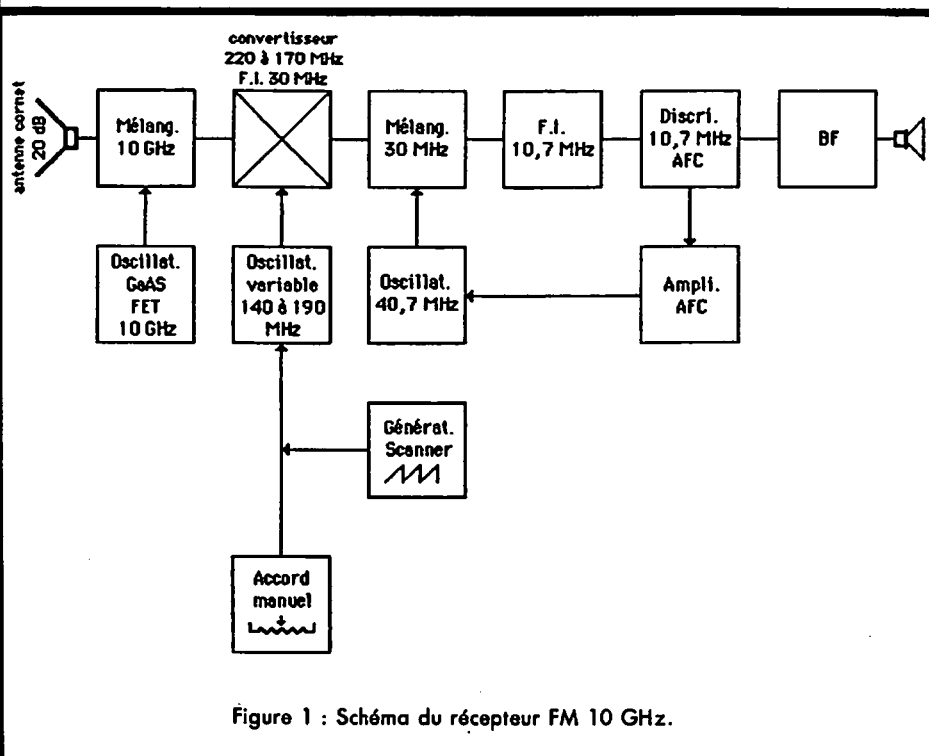 convertisseur
220 à 170 MHz
F.I. 30 MHz
antenne cornet
20 dB
Mélang.
10 GHz
Mélang.
30 MHz
F.I.
10,7 MHz
Discri.
10,7 MHz
AFC
BF
Oscillat.
GaAS
FET
10 GHz
Oscillat.
variable
140 à 190
MHz
Oscillat.
40,7 MHz
Ampli.
AFC
Générat.
Scanner
Accord
manuel
Figure 1 : Schéma du récepteur FM 10 GHz.